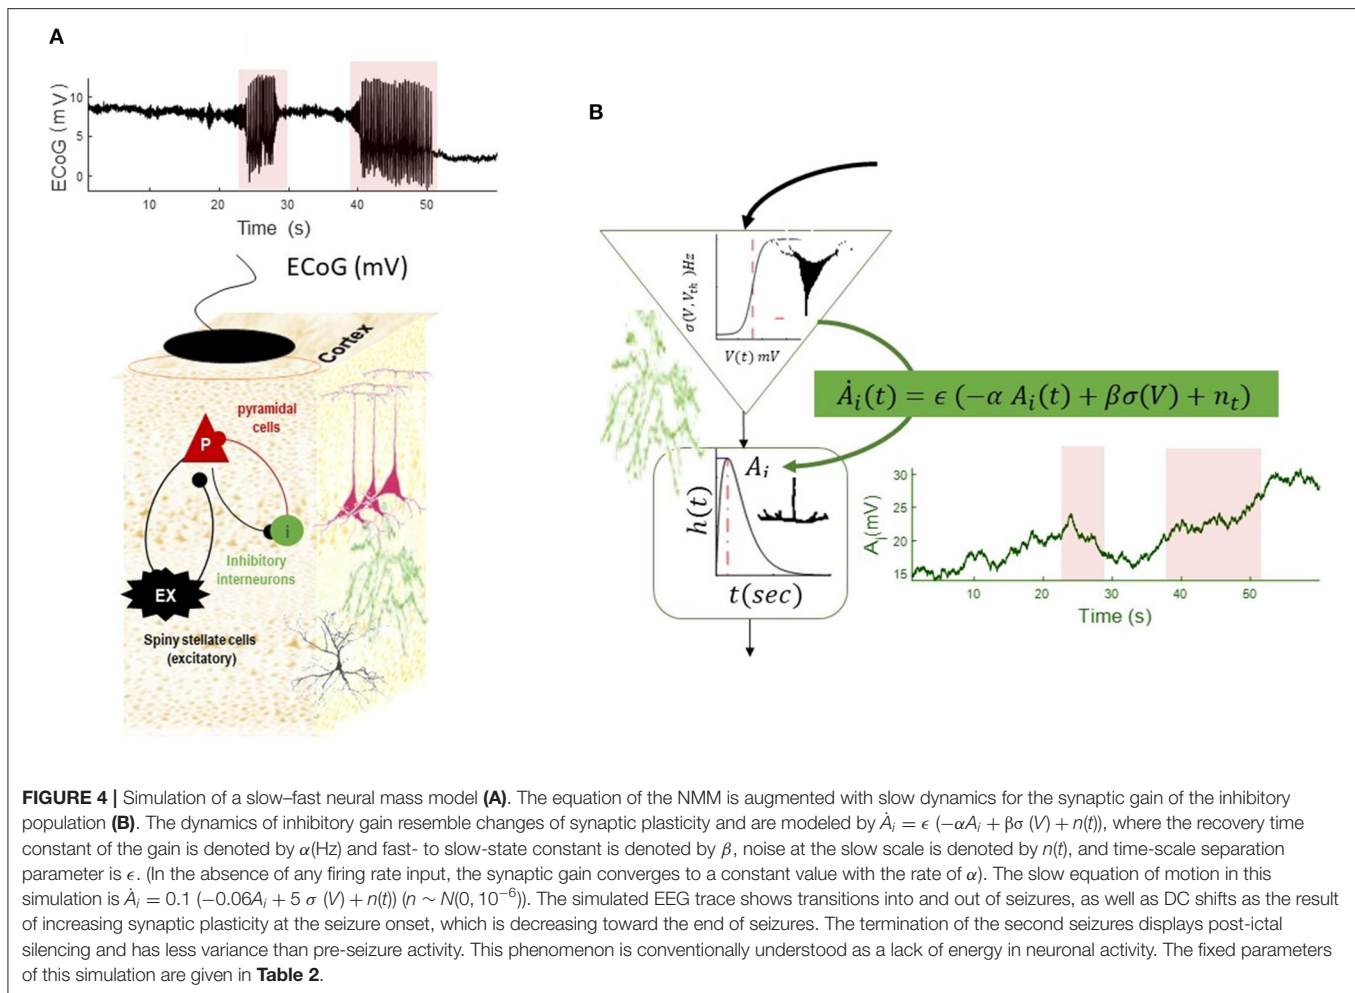 A
ECoG (mV)
10
5
0
10
20
30
40
50
Time (s)
ECoG (mV)
Cortex
pyramidal
cells
P
i
Inhibitory
interneurons
EX
Spiny stellate cells
(excitatory)
B
σ(V, V_th )Hz
V(t) mV
Ȧ_i(t) = ϵ (−α A_i(t) + βσ(V) + n_t)
A_i
h(t)
t(sec)
A_i(mV)
30
25
20
15
10
20
30
40
50
Time (s)
FIGURE 4 | Simulation of a slow–fast neural mass model (A). The equation of the NMM is augmented with slow dynamics for the synaptic gain of the inhibitory
population (B). The dynamics of inhibitory gain resemble changes of synaptic plasticity and are modeled by Ȧ_i = ϵ (−αA_i + βσ (V) + n(t)), where the recovery time
constant of the gain is denoted by α(Hz) and fast- to slow-state constant is denoted by β, noise at the slow scale is denoted by n(t), and time-scale separation
parameter is ϵ. (In the absence of any firing rate input, the synaptic gain converges to a constant value with the rate of α). The slow equation of motion in this
simulation is Ȧ_i = 0.1 (−0.06A_i + 5 σ (V) + n(t)) (n ∼ N(0, 10⁻⁶)). The simulated EEG trace shows transitions into and out of seizures, as well as DC shifts as the result
of increasing synaptic plasticity at the seizure onset, which is decreasing toward the end of seizures. The termination of the second seizures displays post-ictal
silencing and has less variance than pre-seizure activity. This phenomenon is conventionally understood as a lack of energy in neuronal activity. The fixed parameters
of this simulation are given in Table 2.